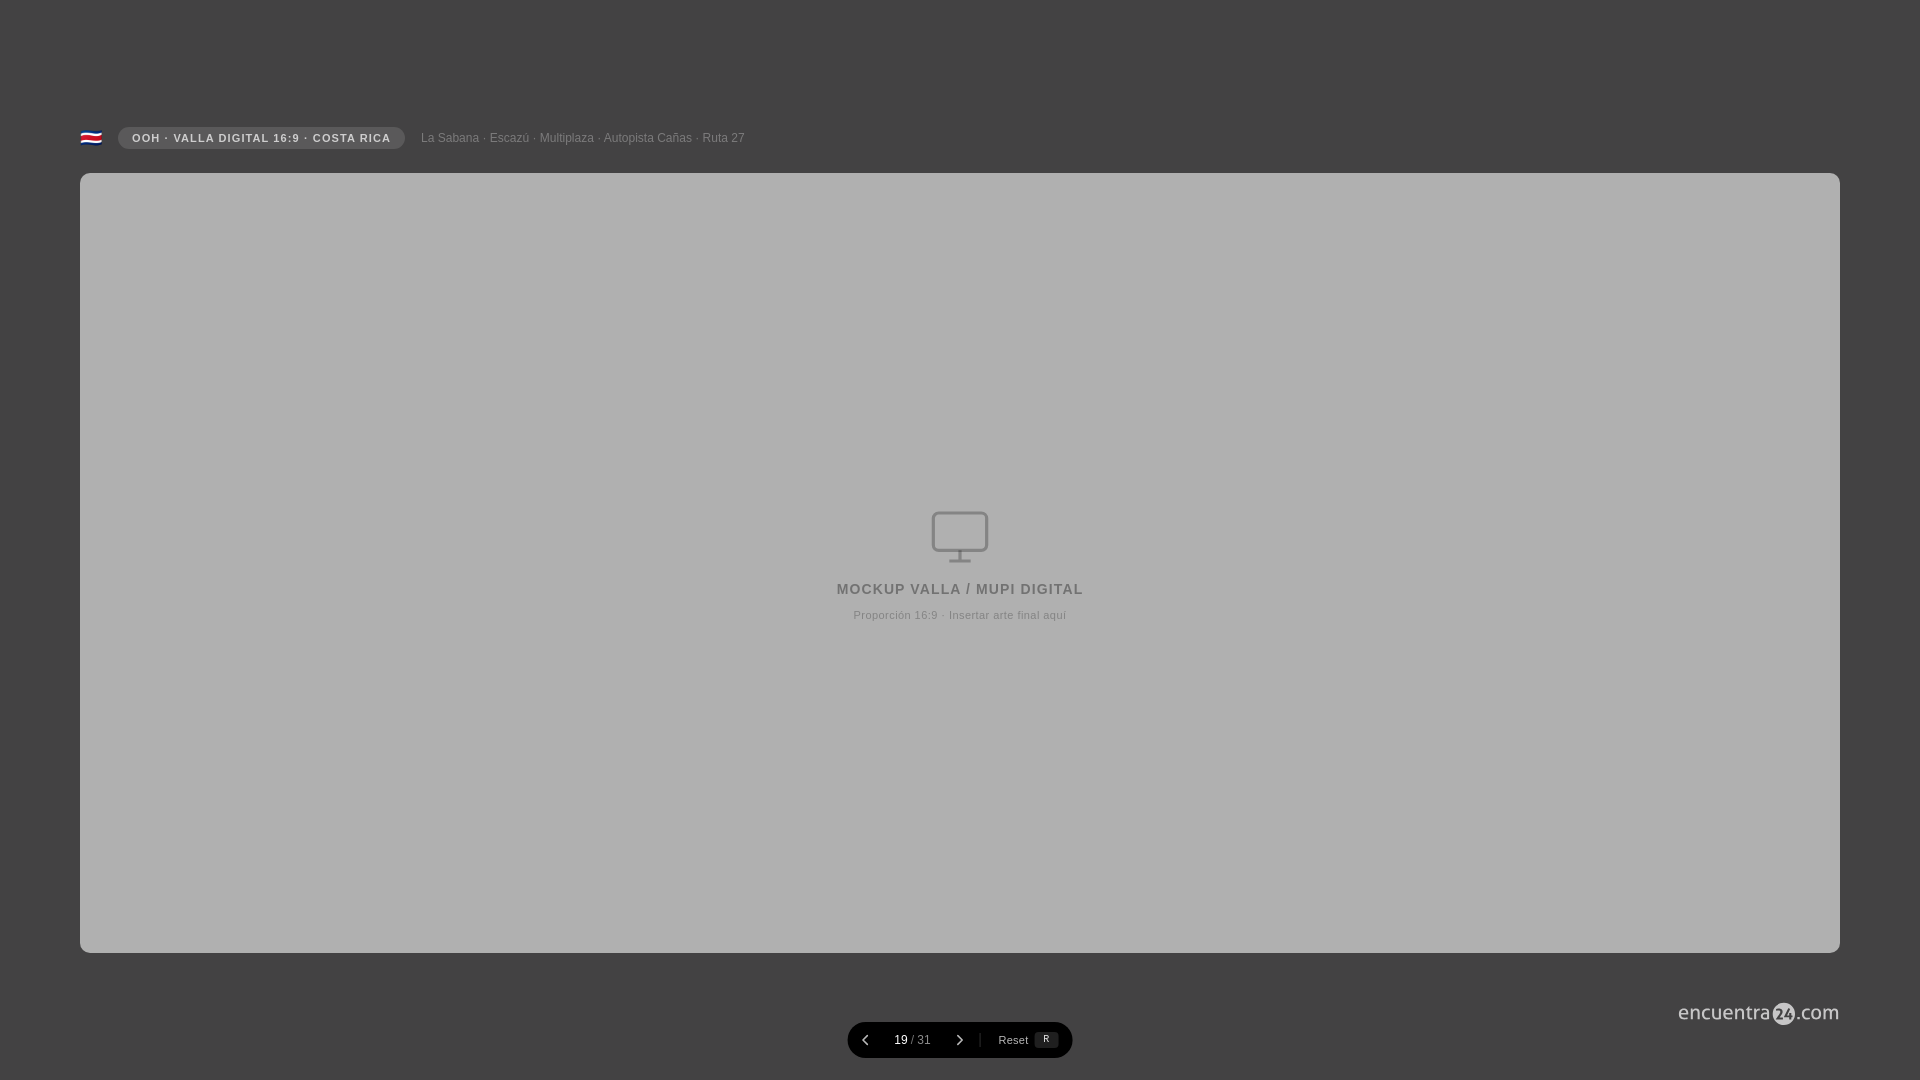 OOH · VALLA DIGITAL 16:9 · COSTA RICA
La Sabana · Escazú · Multiplaza · Autopista Cañas · Ruta 27
MOCKUP VALLA / MUPI DIGITAL
Proporción 16:9 · Insertar arte final aquí
encuentra24.com
19 / 31
Reset R